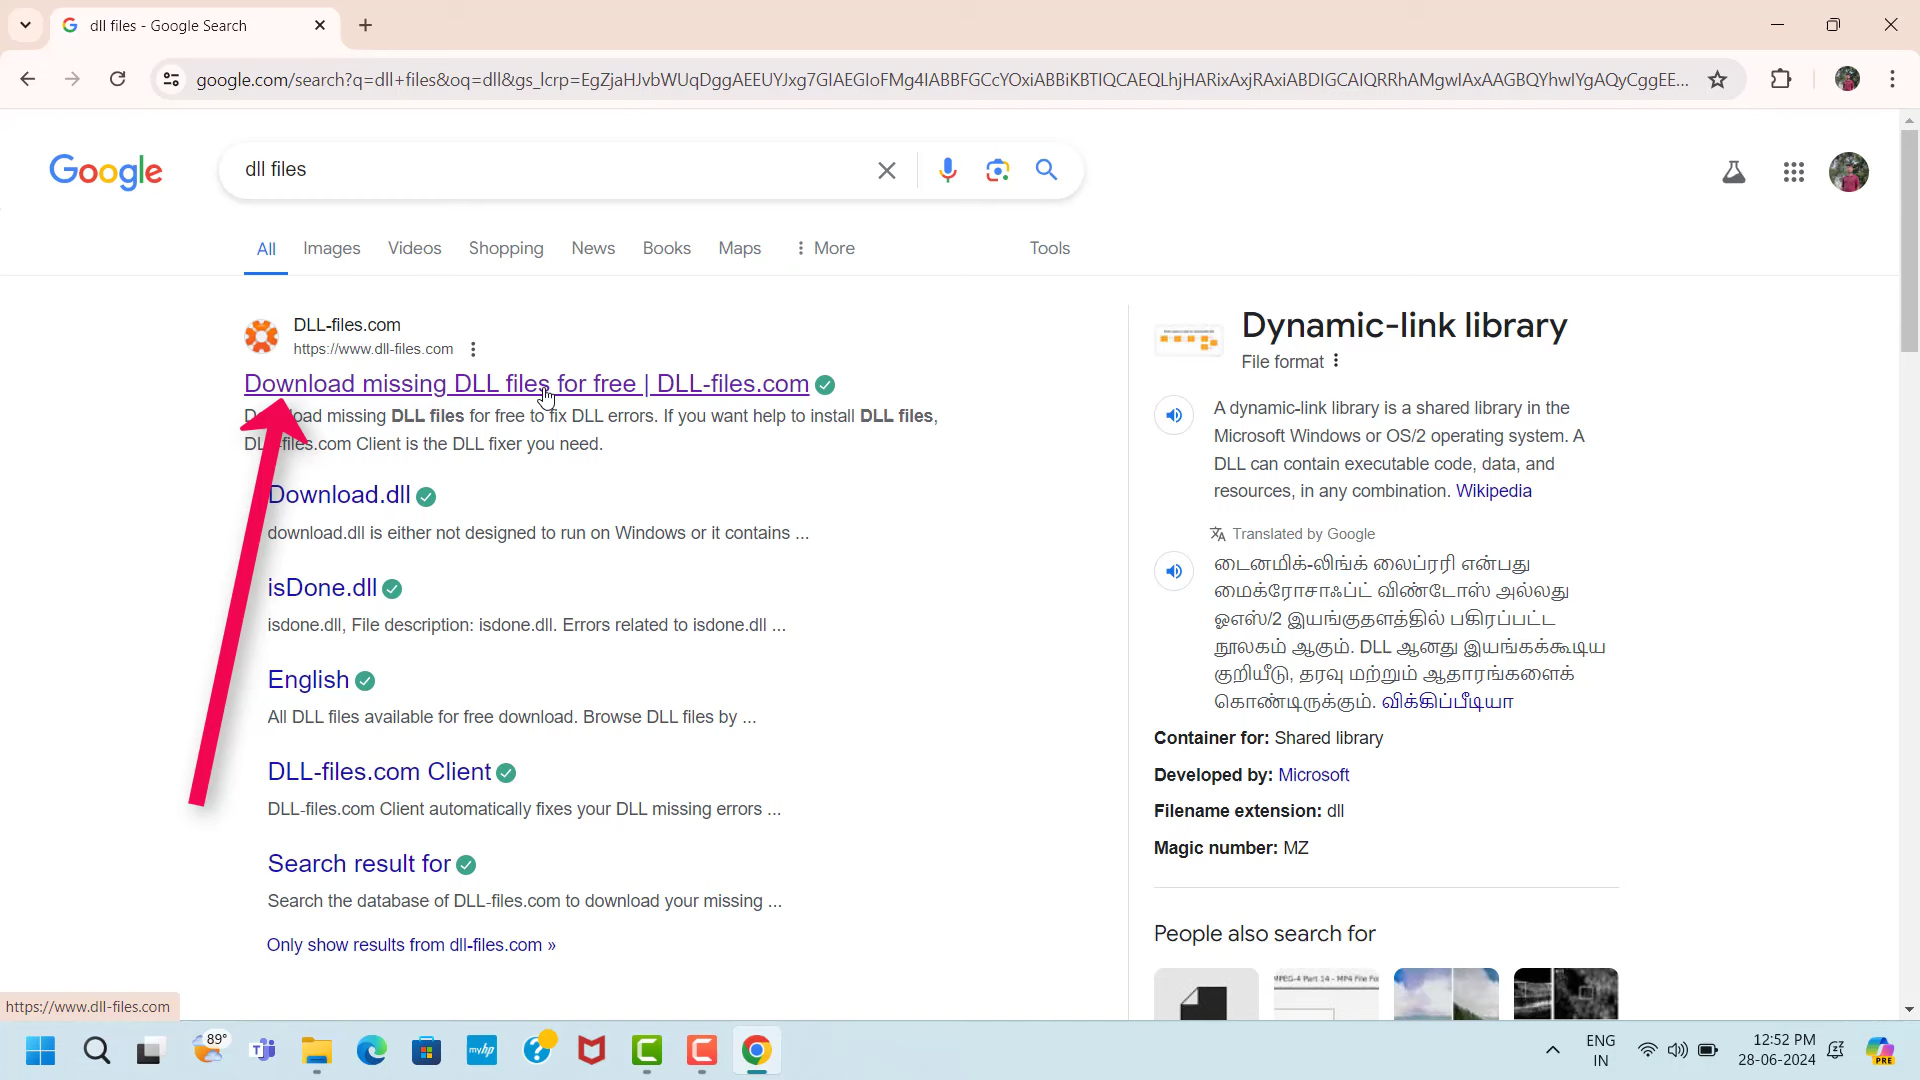 dll files - Google Search
google.com/search?q=dll+files&oq=dll&gs_lcrp=EgZjaHJvbWUqDggAEEUYJxg7GIAEGIoFMg4IABBFGCcYOxiABBiKBTIQCAEQLhjHARixAxjRAxiABDIGCAIQRRhAMgwIAxAAGBQYhwIYgAQyCggEE...
Google
dll files
All Images Videos Shopping News Books Maps More Tools
DLL-files.com
https://www.dll-files.com
Download missing DLL files for free | DLL-files.com
missing DLL files for free to fix DLL errors. If you want help to install DLL files,
Client is the DLL fixer you need.
Download.dll
download.dll is either not designed to run on Windows or it contains ...
isDone.dll
isdone.dll, File description: isdone.dll. Errors related to isdone.dll ...
English
All DLL files available for free download. Browse DLL files by ...
DLL-files.com Client
DLL-files.com Client automatically fixes your DLL missing errors ...
Search result for
Search the database of DLL-files.com to download your missing ...
Only show results from dll-files.com »
Dynamic-link library
File format
A dynamic-link library is a shared library in the
Microsoft Windows or OS/2 operating system. A
DLL can contain executable code, data, and
resources, in any combination. Wikipedia
Translated by Google
டைனமிக்-லிங்க் லைப்ரரி என்பது
மைக்ரோசாஃப்ட் விண்டோஸ் அல்லது
ஓஎஸ்/2 இயங்குதளத்தில் பகிரப்பட்ட
நூலகம் ஆகும். DLL ஆனது இயங்கக்கூடிய
குறியீடு, தரவு மற்றும் ஆதாரங்களைக்
கொண்டிருக்கும். விக்கிப்பீடியா
Container for: Shared library
Developed by: Microsoft
Filename extension: dll
Magic number: MZ
People also search for
MPEG-4 Part 14 - MP4 File
https://www.dll-files.com
89°
myhp
ENG
IN
12:52 PM
28-06-2024
PRE